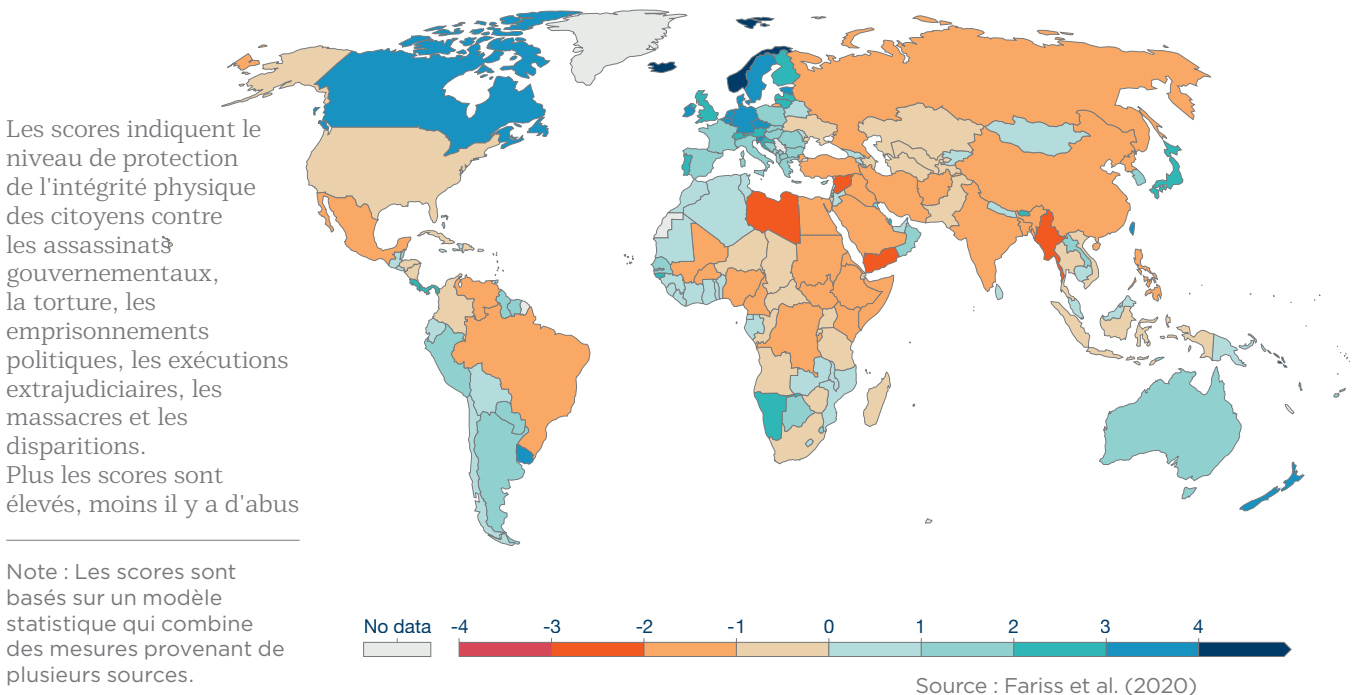 Les scores indiquent le
niveau de protection
de l'intégrité physique
des citoyens contre
les assassinats
gouvernementaux,
la torture, les
emprisonnements
politiques, les exécutions
extrajudiciaires, les
massacres et les
disparitions.
Plus les scores sont
élevés, moins il y a d'abus
Note : Les scores sont
basés sur un modèle
statistique qui combine
des mesures provenant de
plusieurs sources.
No data -4 -3 -2 -1 0 1 2 3 4
Source : Fariss et al. (2020)